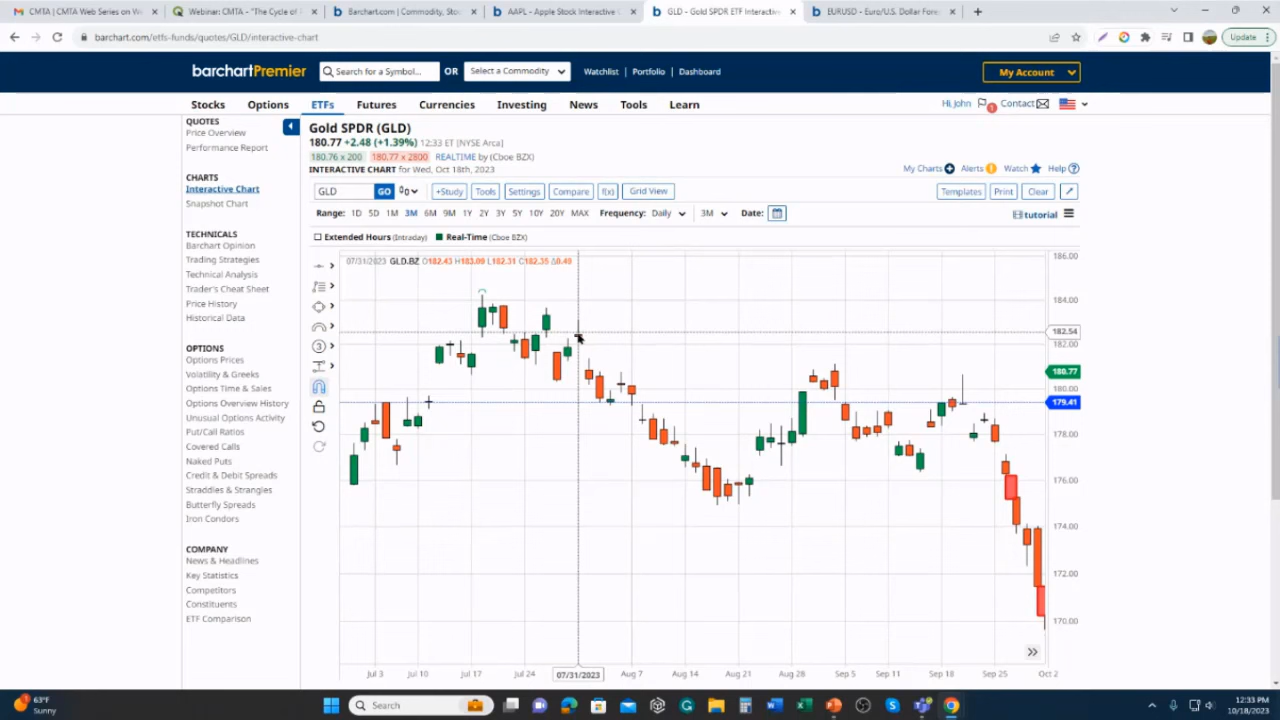 CMTA | CMTA Web Series on W
Webinar: CMTA - "The Cycle of
Barchart.com | Commodity, Sto
AAPL - Apple Stock Interactive
GLD - Gold SPDR ETF Interactiv
EURUSD - Euro/U.S. Dollar Fore
barchart.com/etfs-funds/quotes/GLD/interactive-chart
Update
barchartPremier
Search for a Symbol...
OR
Select a Commodity
Watchlist | Portfolio | Dashboard
My Account
Stocks Options ETFs Futures Currencies Investing News Tools Learn
Hi John
1
Contact
QUOTES
Price Overview
Performance Report
CHARTS
Interactive Chart
Snapshot Chart
TECHNICALS
Barchart Opinion
Trading Strategies
Technical Analysis
Trader's Cheat Sheet
Price History
Historical Data
OPTIONS
Options Prices
Volatility & Greeks
Options Time & Sales
Options Overview History
Unusual Options Activity
Put/Call Ratios
Covered Calls
Naked Puts
Credit & Debit Spreads
Straddles & Strangles
Butterfly Spreads
Iron Condors
COMPANY
News & Headlines
Key Statistics
Competitors
Constituents
ETF Comparison
Gold SPDR (GLD)
180.77 +2.48 (+1.39%) 12:33 ET [NYSE Arca]
180.76 x 200 180.77 x 2800 REALTIME by (Cboe BZX)
INTERACTIVE CHART for Wed, Oct 18th, 2023
My Charts Alerts Watch Help
GLD GO +Study Tools Settings Compare f(x) Grid View
Templates Print Clear
Range: 1D 5D 1M 3M 6M 9M 1Y 2Y 3Y 5Y 10Y 20Y MAX Frequency: Daily 3M Date:
tutorial
Extended Hours (Intraday) Real-Time (Cboe BZX)
07/31/2023 GLD.BZ O182.43 H183.09 L182.31 C182.35 Δ0.49
186.00
184.00
182.54
182.00
180.77
180.00
179.41
178.00
176.00
174.00
172.00
170.00
Jul 3 Jul 10 Jul 17 Jul 24 07/31/2023 Aug 7 Aug 14 Aug 21 Aug 28 Sep 5 Sep 11 Sep 18 Sep 25 Oct 2
63°F
Sunny
Search
12:33 PM
10/18/2023